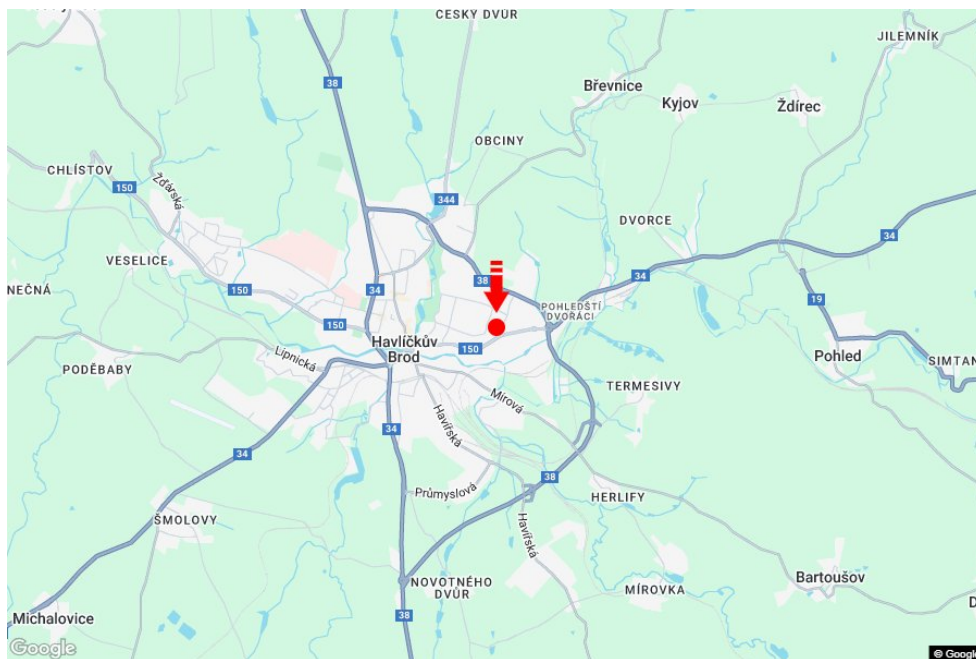 ČESKÝ DVŮR
JILEMNÍK
38
Břevnice
Kyjov
Ždírec
OBCINY
CHLÍSTOV
150
Žďárská
344
DVORCE
34
VESELICE
NEČNÁ
38
34
34
150
POHLEDŠTÍ
DVOŘÁCI
19
150
Havlíčkův
Brod
150
Pohled
SIMTAN
PODĚBABY
Lipnická
TERMESIVY
Mírová
Havířská
34
34
38
Průmyslová
HERLIFY
ŠMOLOVY
Havířská
Bartoušov
NOVOTNÉHO
DVŮR
MÍROVKA
Michalovice
38
D
Google
© Googl